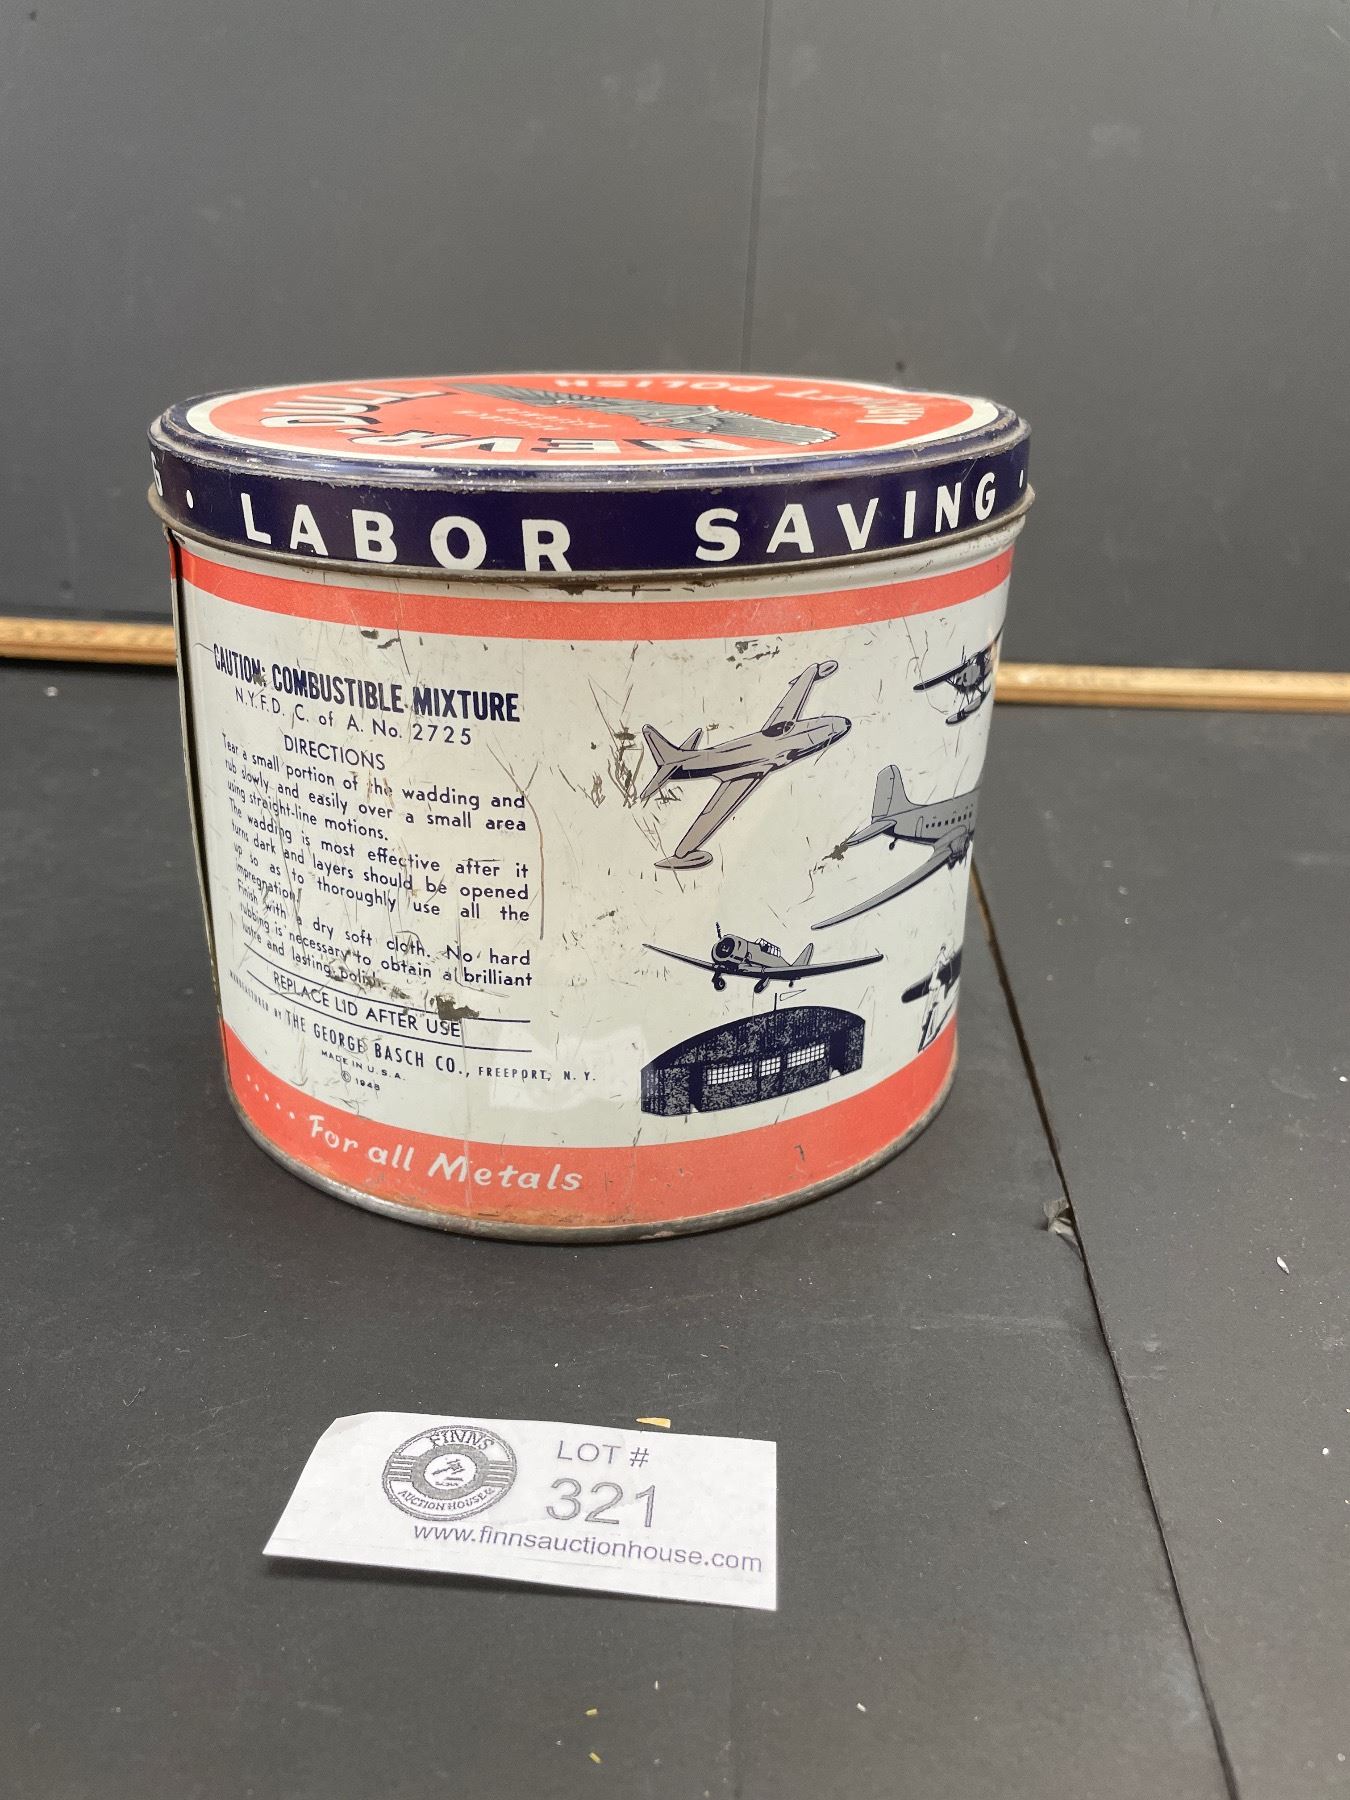 NEVR-DULL
POLISH
LABOR SAVING
CAUTION: COMBUSTIBLE MIXTURE
N.Y.F.D. C. of A. No. 2725
DIRECTIONS
Tear a small portion of the wadding and
rub slowly and easily over a small area
using straight-line motions.
The wadding is most effective after it
turns dark and layers should be opened
up so as to thoroughly use all the
impregnation.
Finish with a dry soft cloth. No hard
rubbing is necessary to obtain a brilliant
lustre and lasting polish.
REPLACE LID AFTER USE
MANUFACTURED BY THE GEORGE BASCH CO., FREEPORT, N. Y.
MADE IN U.S.A.
© 1948
..... For all Metals
FINNS
AUCTION HOUSE
LOT #
321
www.finnsauctionhouse.com